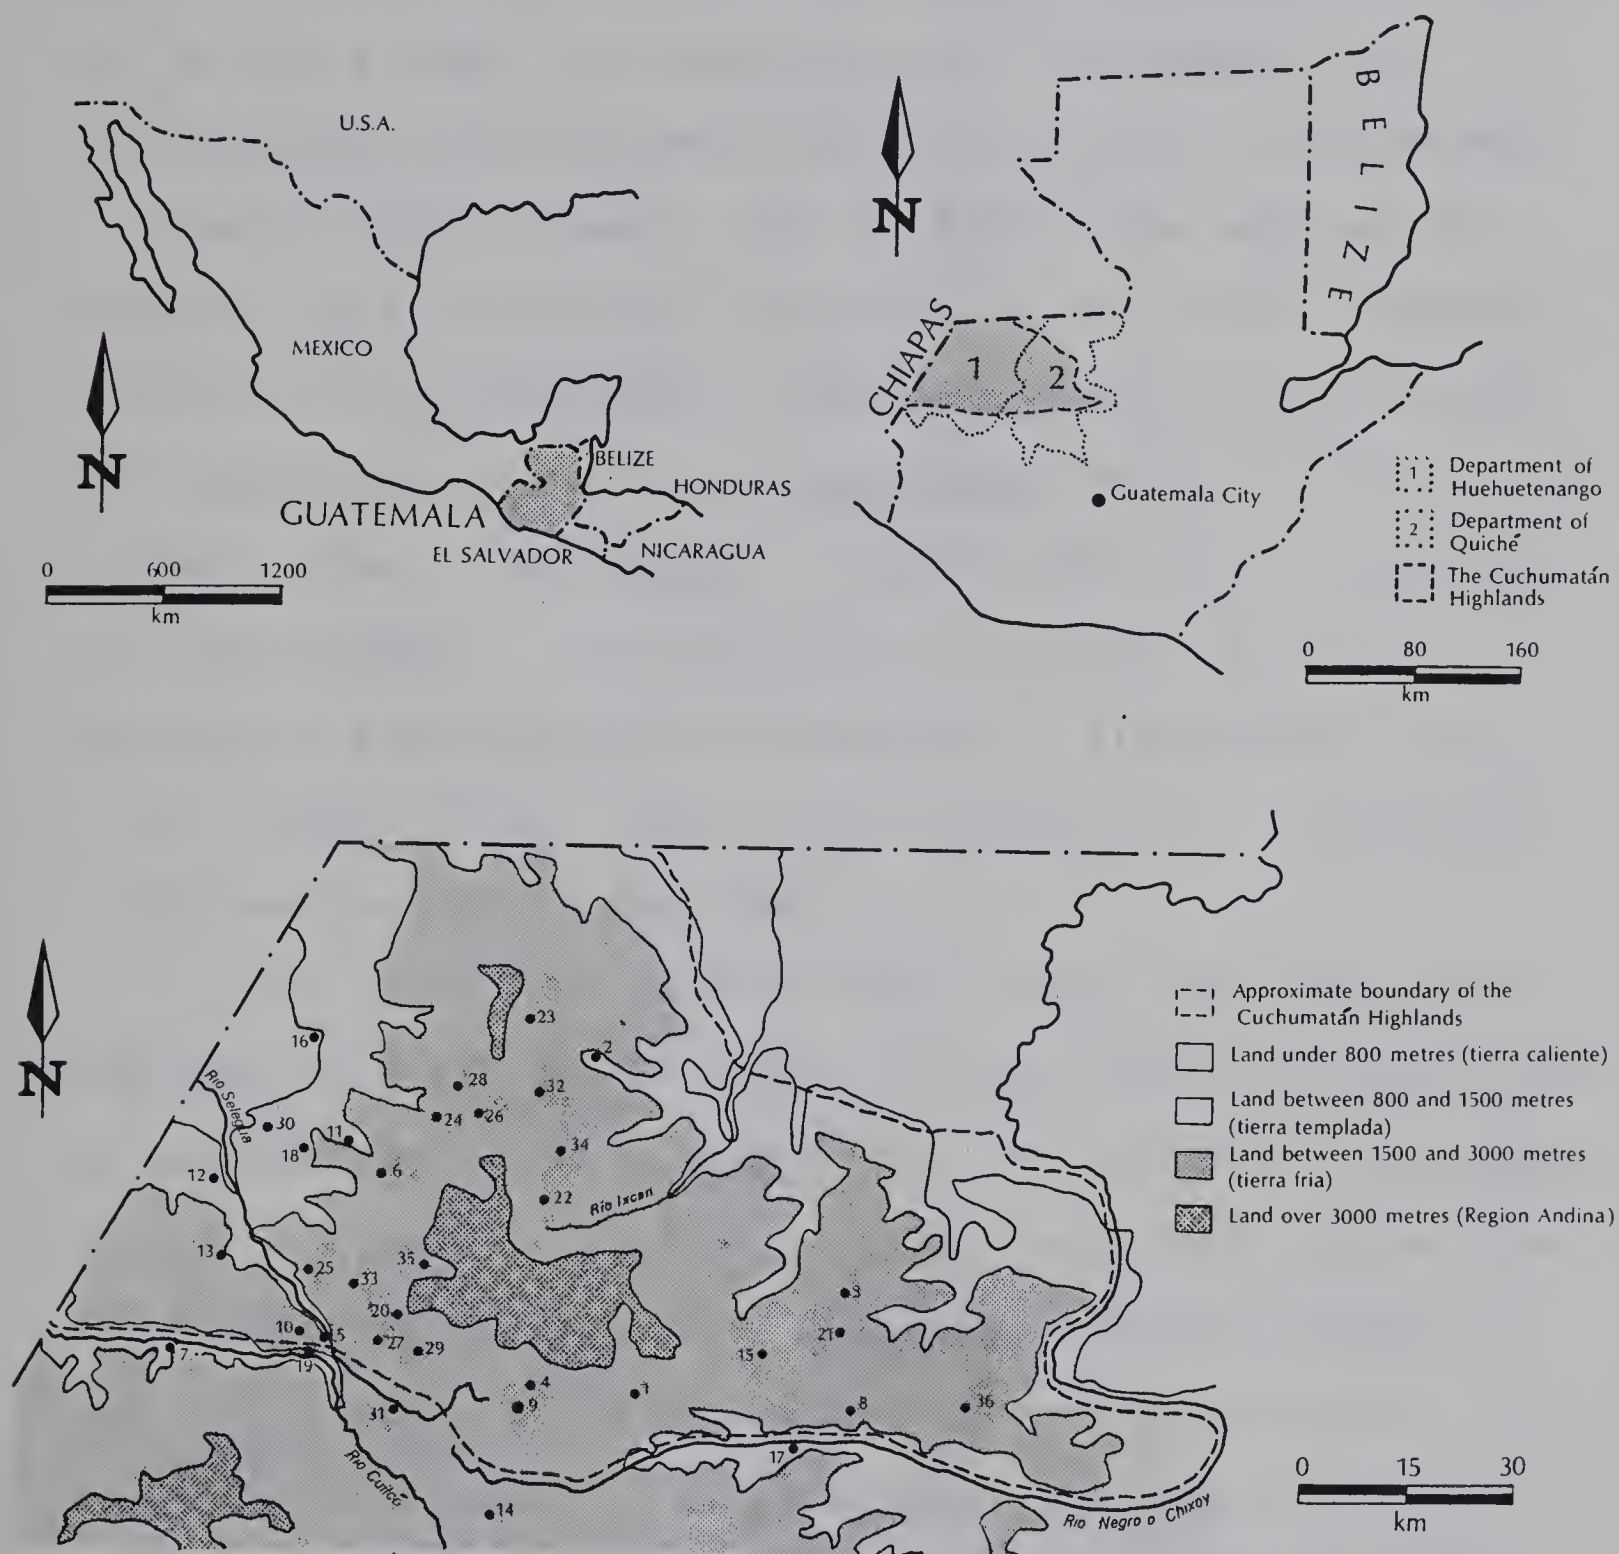 U.S.A.
MEXICO
N
BELIZE
HONDURAS
GUATEMALA
EL SALVADOR
NICARAGUA
0 600 1200
km
N
BELIZE
CHIAPAS
1
2
Guatemala City
1 Department of
Huehuetenango
2 Department of
Quiché
The Cuchumatán
Highlands
0 80 160
km
N
23
16
2
28
32
Rio Selegua
24
26
30
11
18
34
6
12
22
Rio Ixcan
13
35
25
33
3
20
10
5
27
29
21
7
19
15
4
1
9
31
8
36
17
Rio Cuilco
14
Rio Negro o Chixoy
Approximate boundary of the
Cuchumatán Highlands
Land under 800 metres (tierra caliente)
Land between 800 and 1500 metres
(tierra templada)
Land between 1500 and 3000 metres
(tierra fria)
Land over 3000 metres (Region Andina)
0 15 30
km